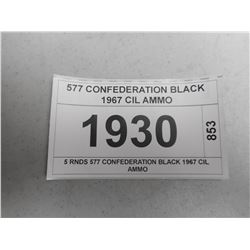 577 CONFEDERATION BLACK
1967 CIL AMMO
1930
853
5 RNDS 577 CONFEDERATION BLACK 1967 CIL
AMMO